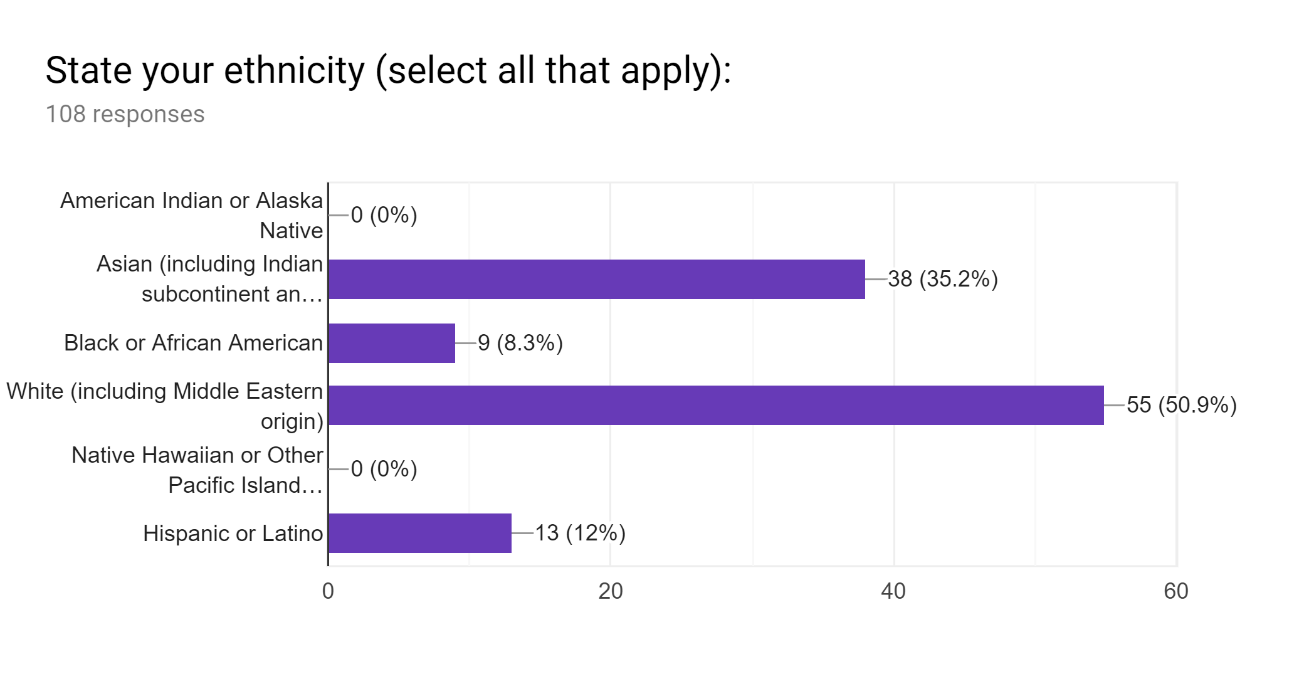 State your ethnicity (select all that apply):
108 responses
American Indian or Alaska
Native
0 (0%)
Asian (including Indian
subcontinent an…
38 (35.2%)
Black or African American
9 (8.3%)
White (including Middle Eastern
origin)
55 (50.9%)
Native Hawaiian or Other
Pacific Island…
0 (0%)
Hispanic or Latino
13 (12%)
0
20
40
60